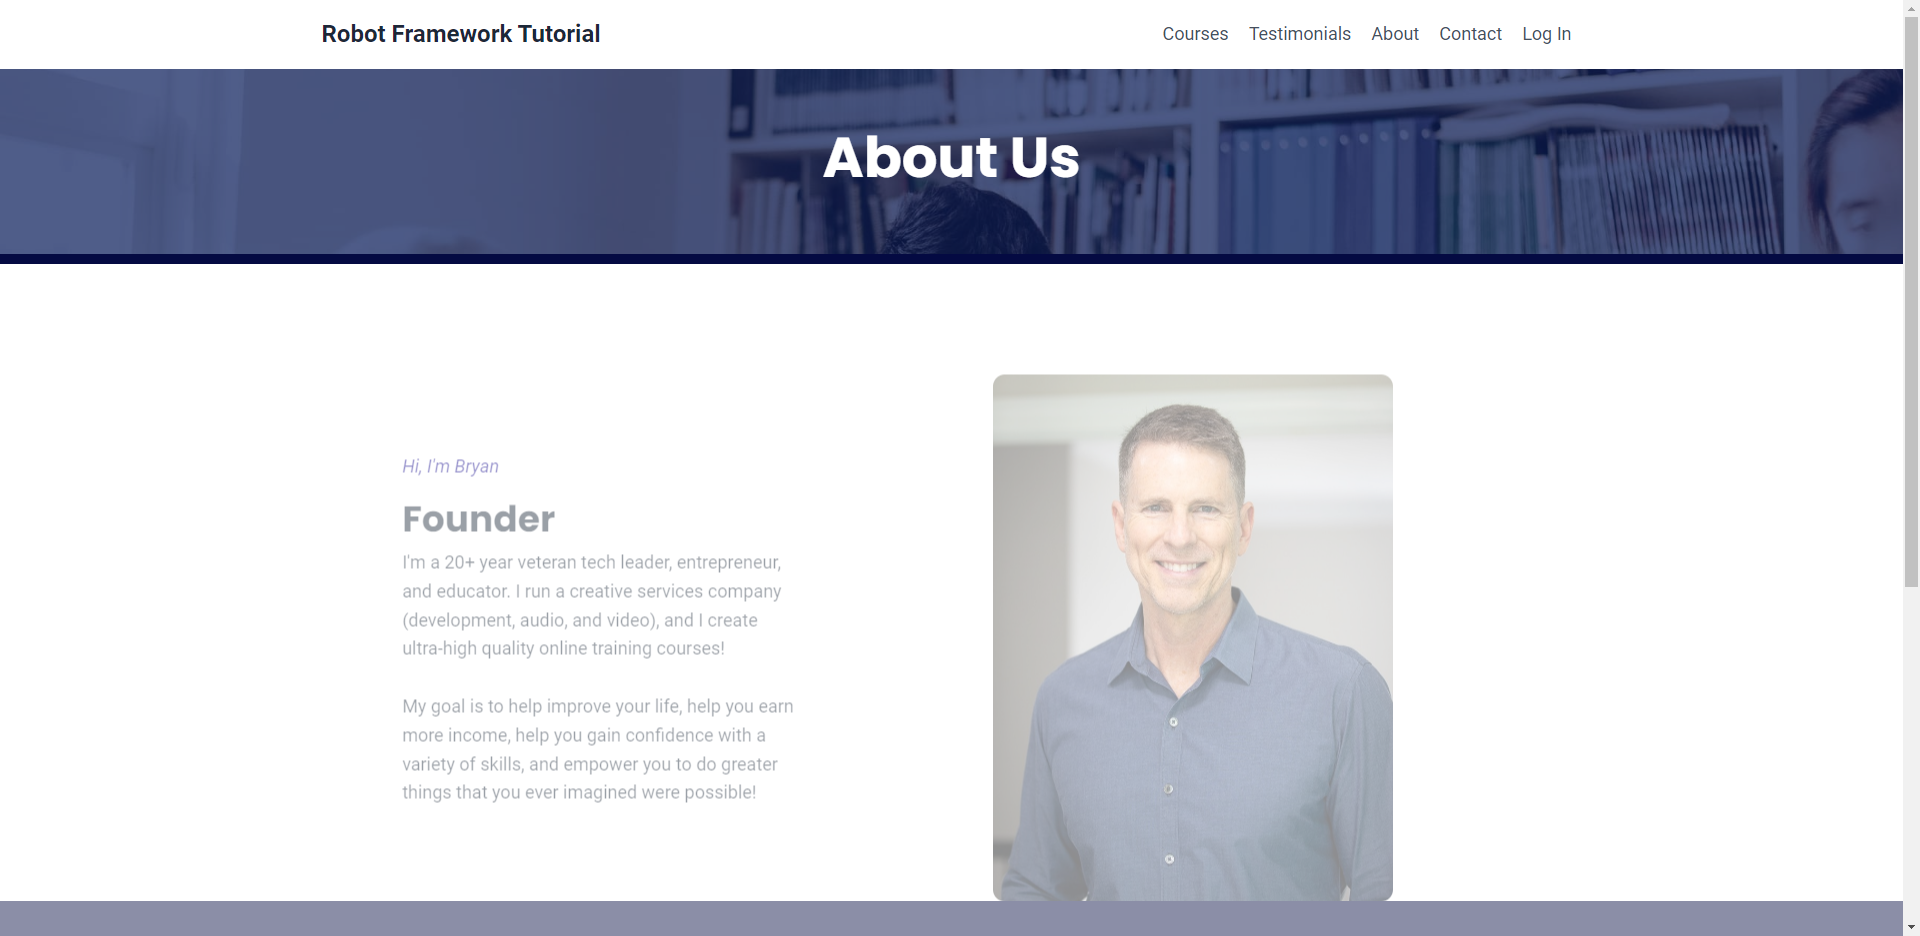 Robot Framework Tutorial
Courses Testimonials About Contact Log In
About Us
Hi, I'm Bryan
Founder
I'm a 20+ year veteran tech leader, entrepreneur,
and educator. I run a creative services company
(development, audio, and video), and I create
ultra-high quality online training courses!
My goal is to help improve your life, help you earn
more income, help you gain confidence with a
variety of skills, and empower you to do greater
things that you ever imagined were possible!